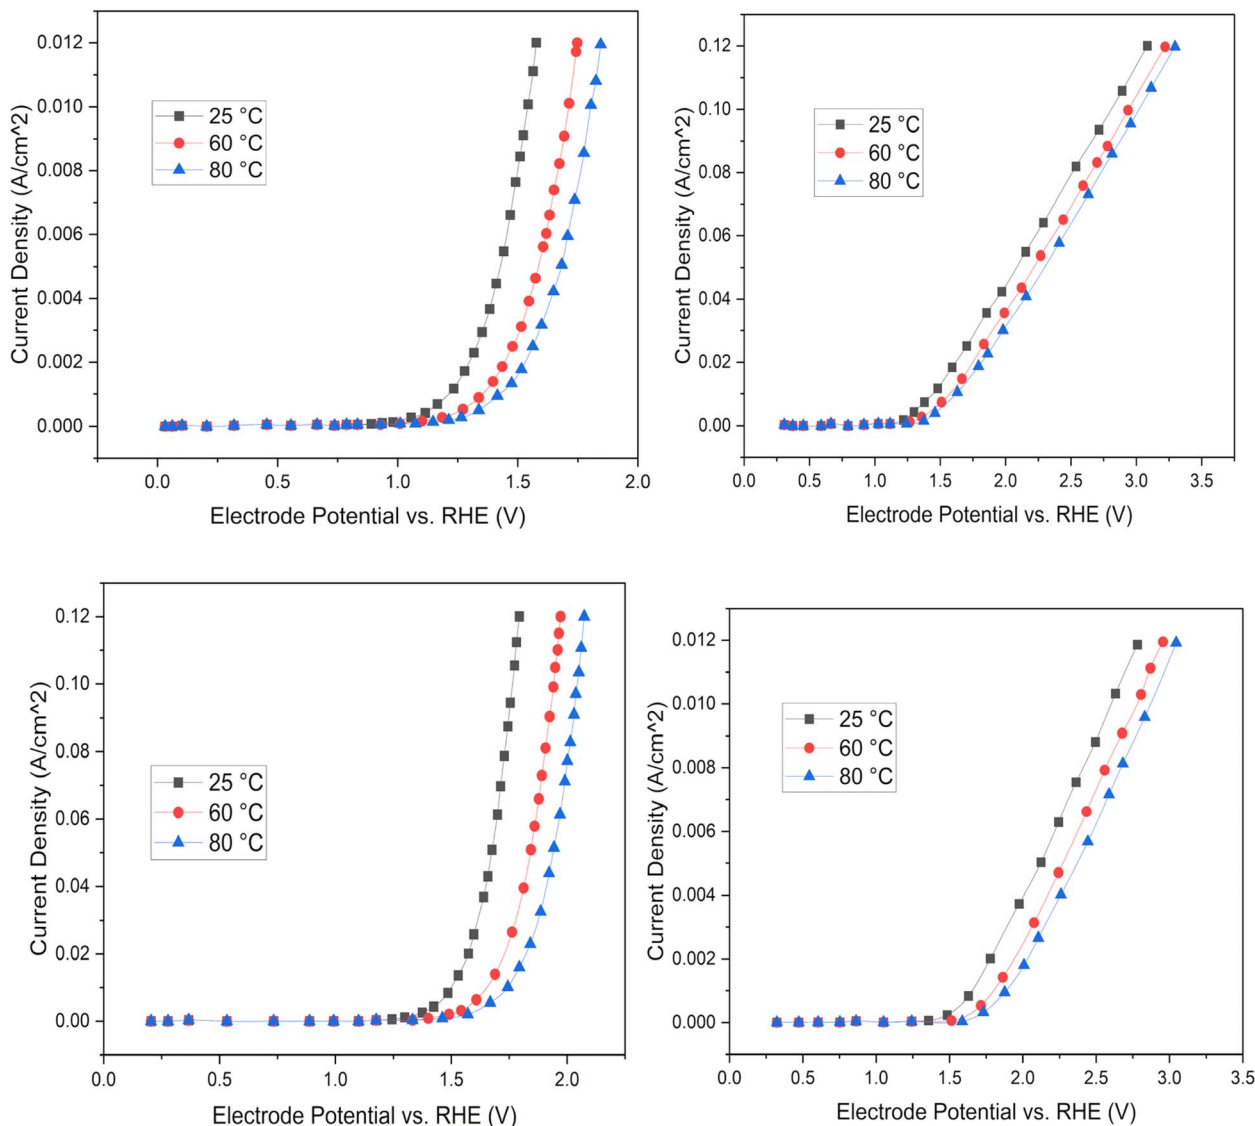 0.012
0.010
0.008
0.006
0.004
0.002
0.000
Current Density (A/cm^2)
25 °C
60 °C
80 °C
0.0
0.5
1.0
1.5
2.0
Electrode Potential vs. RHE (V)
0.12
0.10
0.08
0.06
0.04
0.02
0.00
Current Density (A/cm^2)
25 °C
60 °C
80 °C
0.0
0.5
1.0
1.5
2.0
2.5
3.0
3.5
Electrode Potential vs. RHE (V)
0.12
0.10
0.08
0.06
0.04
0.02
0.00
Current Density (A/cm^2)
25 °C
60 °C
80 °C
0.0
0.5
1.0
1.5
2.0
Electrode Potential vs. RHE (V)
0.012
0.010
0.008
0.006
0.004
0.002
0.000
Current Density (A/cm^2)
25 °C
60 °C
80 °C
0.0
0.5
1.0
1.5
2.0
2.5
3.0
3.5
Electrode Potential vs. RHE (V)